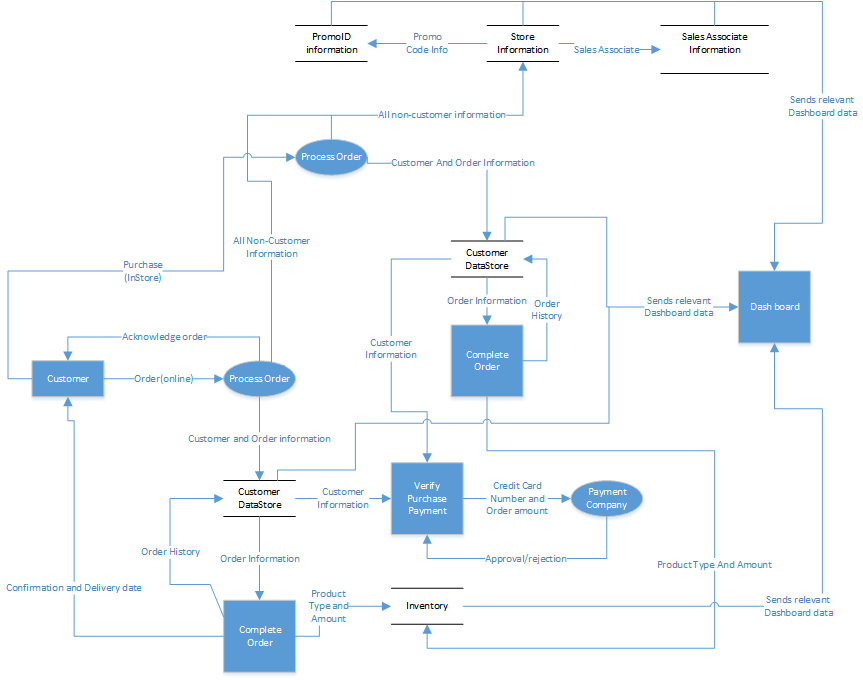 PromoID
information
Promo
Code Info
Store
Information
Sales Associate
Sales Associate
Information
Sends relevant
Dashboard data
All non-customer information
Process Order
Customer And Order Information
All Non-Customer
Information
Purchase
(InStore)
Customer
DataStore
Order Information
Order
History
Sends relevant
Dashboard data
Dash board
Acknowledge order
Customer
Information
Complete
Order
Customer
Order(online)
Process Order
Customer and Order information
Customer
DataStore
Customer
Information
Verify
Purchase
Payment
Credit Card
Number and
Order amount
Payment
Company
Order History
Order Information
Approval/rejection
Product Type And Amount
Confirmation and Delivery date
Product
Type and
Amount
Inventory
Sends relevant
Dashboard data
Complete
Order